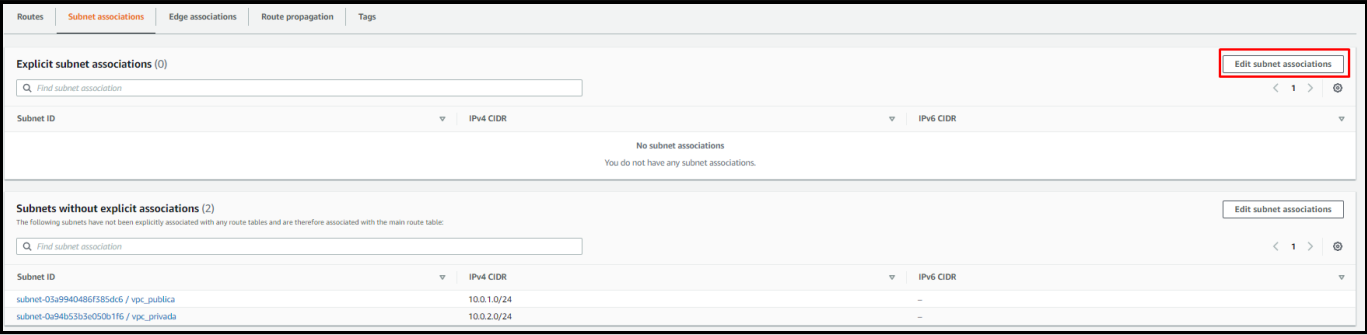 Routes Subnet associations Edge associations Route propagation Tags
Explicit subnet associations (0) Edit subnet associations
Find subnet association
1
Subnet ID IPv4 CIDR IPv6 CIDR
No subnet associations
You do not have any subnet associations.
Subnets without explicit associations (2) Edit subnet associations
The following subnets have not been explicitly associated with any route tables and are therefore associated with the main route table:
Find subnet association
1
Subnet ID IPv4 CIDR IPv6 CIDR
subnet-03a9940486f385dc6 / vpc_publica 10.0.1.0/24 –
subnet-0a94b53b3e050b1f6 / vpc_privada 10.0.2.0/24 –